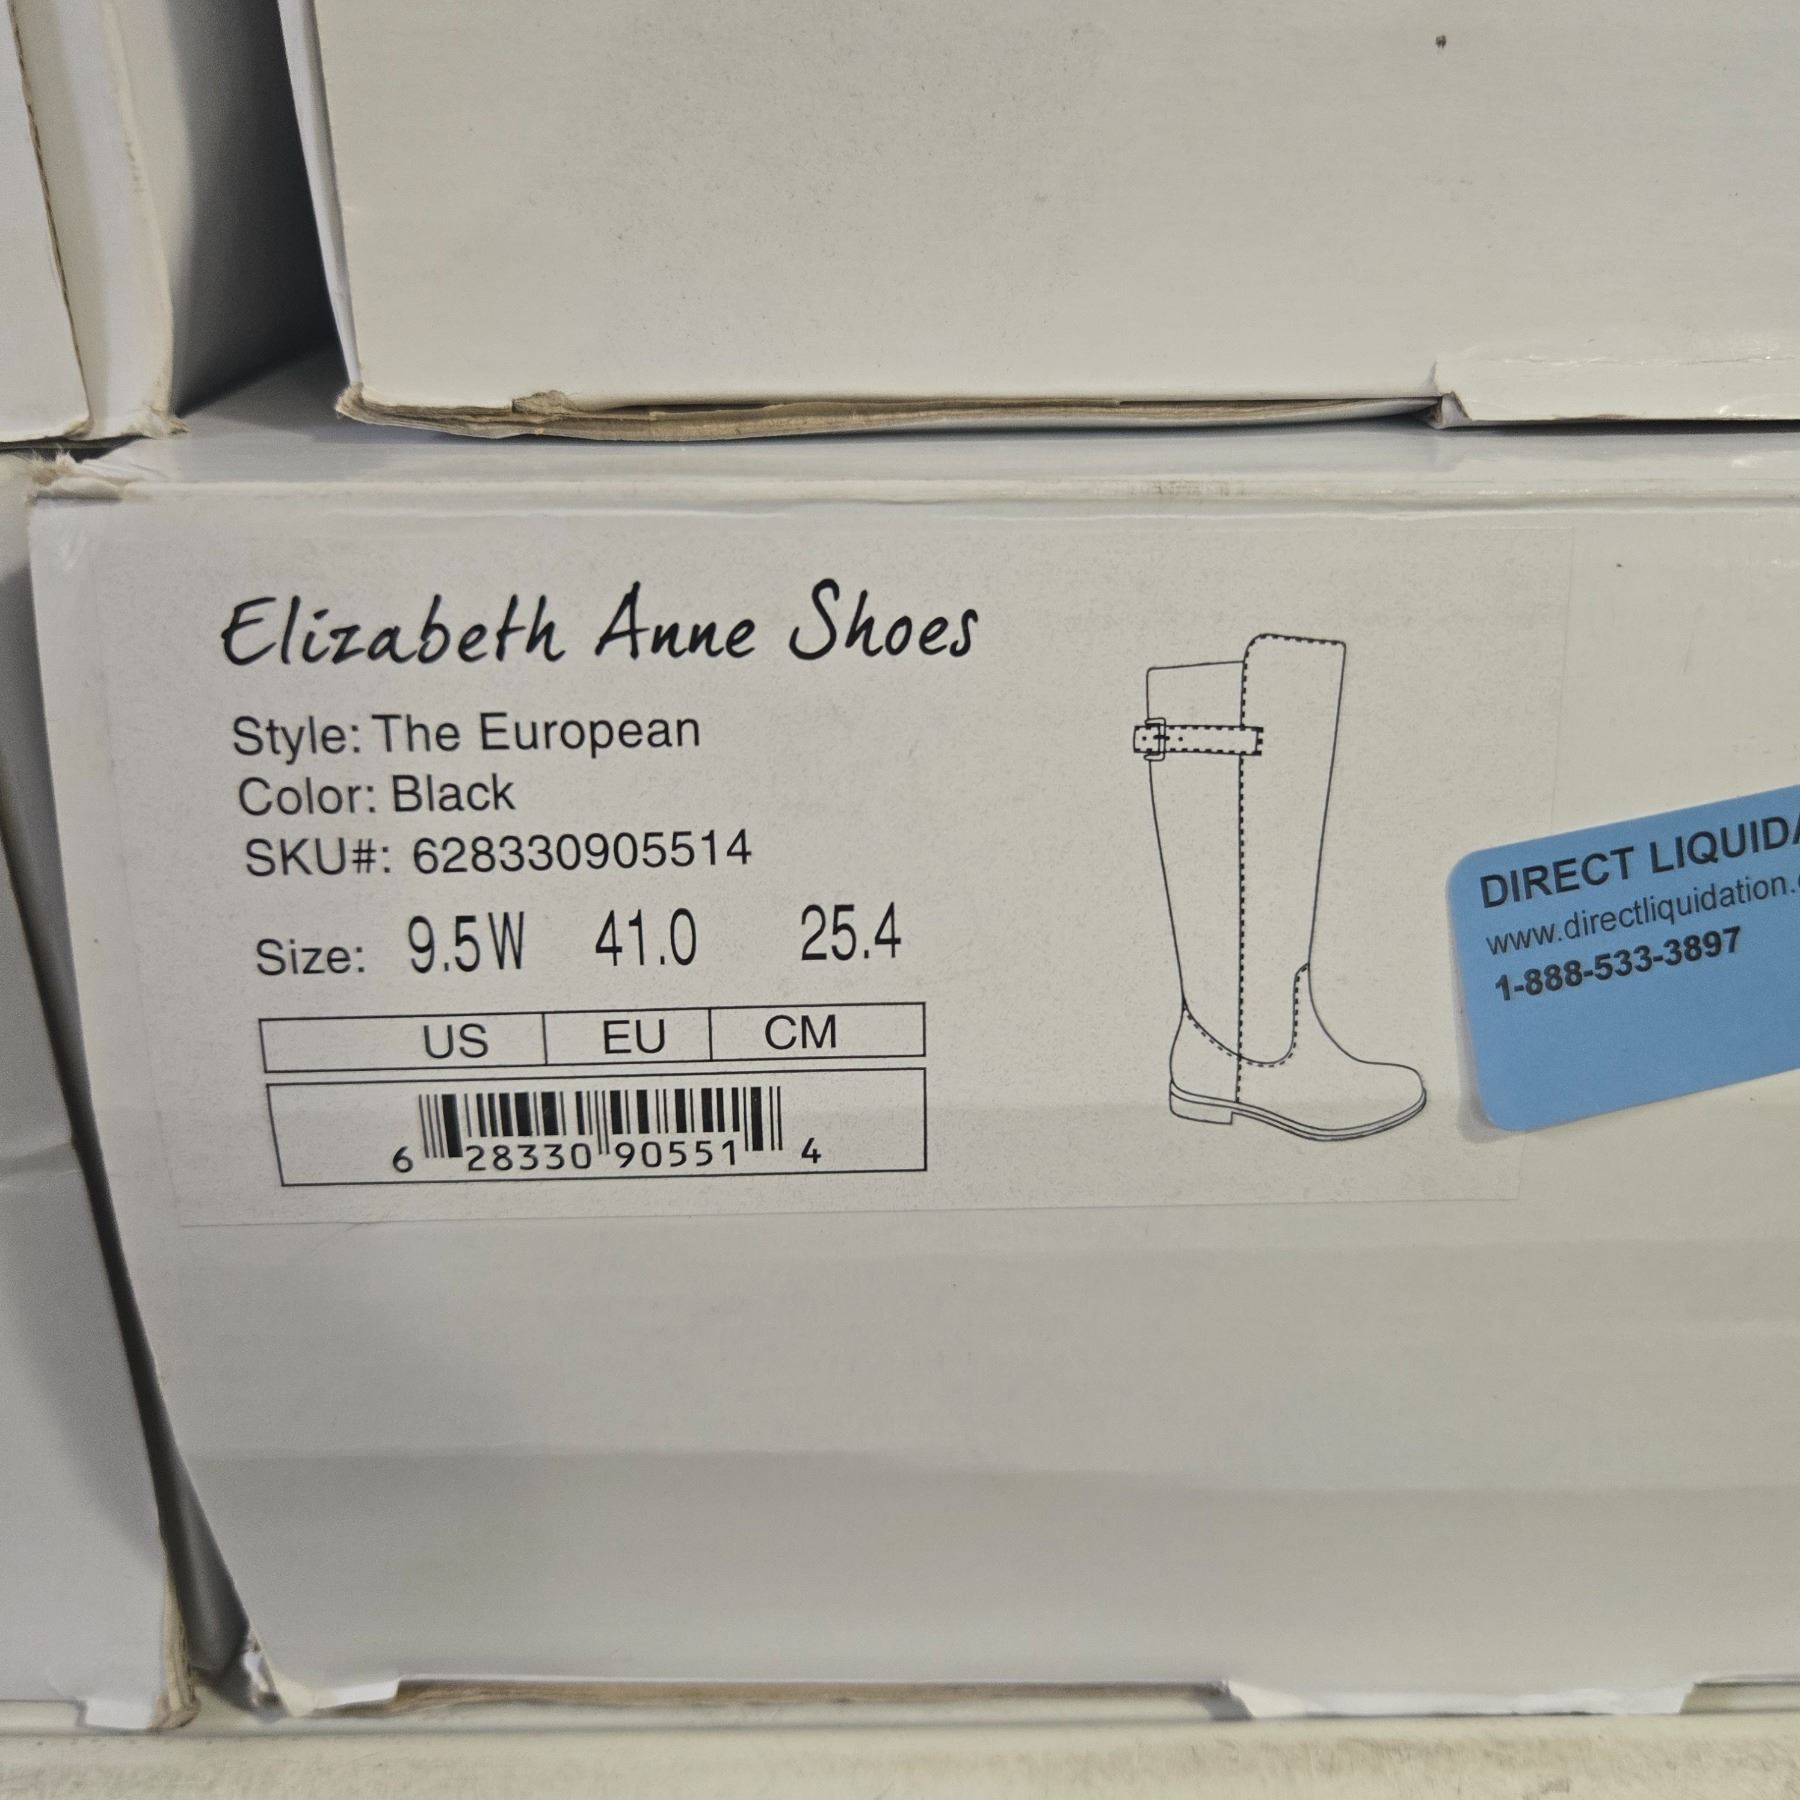 Elizabeth Anne Shoes
Style: The European
Color: Black
SKU#: 628330905514
Size: 9.5W 41.0 25.4
US EU CM
6 28330 90551 4
DIRECT LIQUIDA
www.directliquidation.
1-888-533-3897